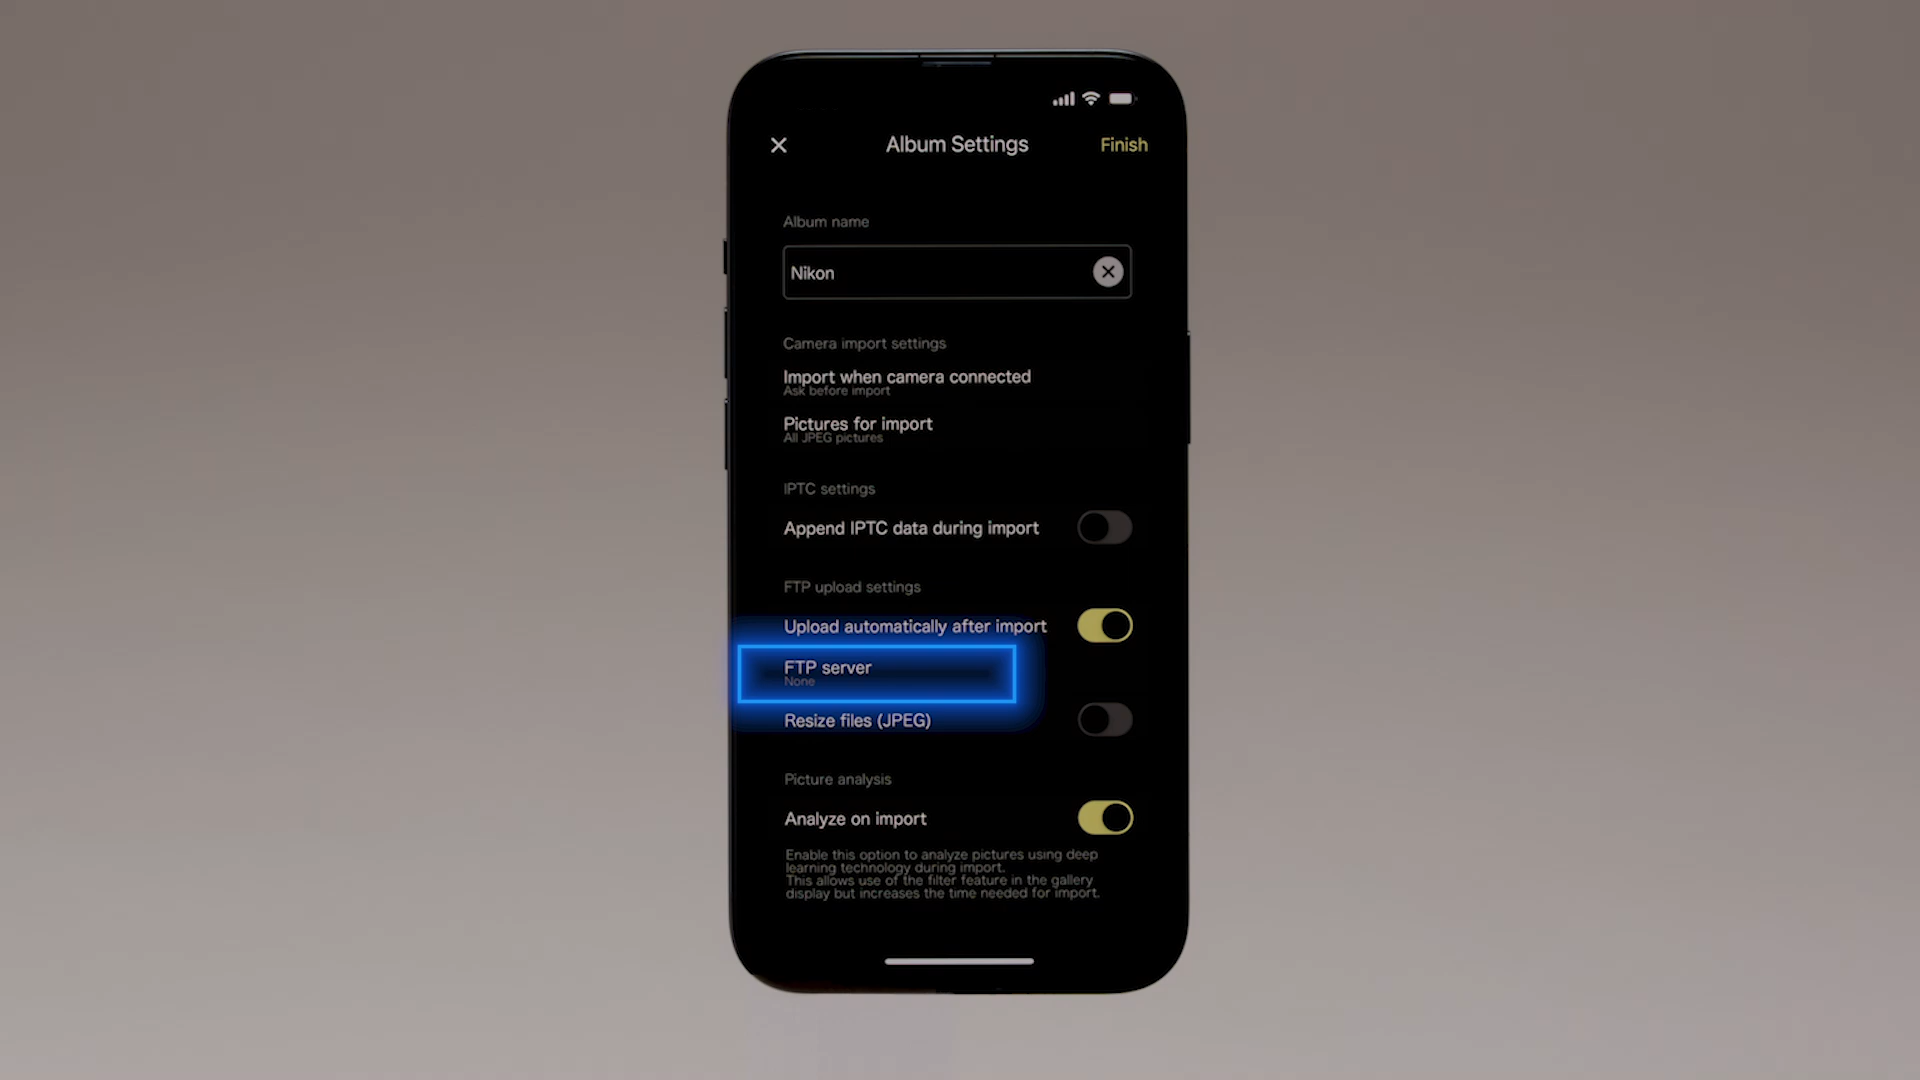 Album Settings
Finish
Album name
Nikon
Camera import settings
Import when camera connected
Ask before import
Pictures for import
All JPEG pictures
IPTC settings
Append IPTC data during import
FTP upload settings
Upload automatically after import
FTP server
None
Resize files (JPEG)
Picture analysis
Analyze on import
Enable this option to analyze pictures using deep
learning technology during import.
This allows use of the filter feature in the gallery
display but increases the time needed for import.